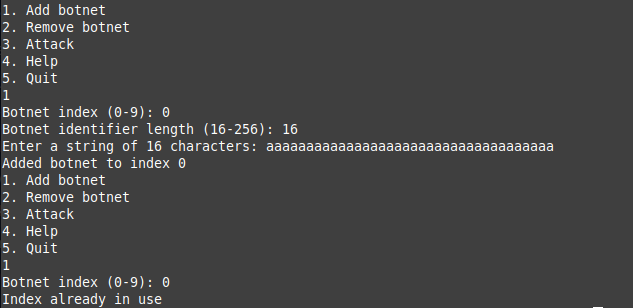 1. Add botnet
2. Remove botnet
3. Attack
4. Help
5. Quit
1
Botnet index (0-9): 0
Botnet identifier length (16-256): 16
Enter a string of 16 characters: aaaaaaaaaaaaaaaaaaaaaaaaaaaaaaaaaaaa
Added botnet to index 0
1. Add botnet
2. Remove botnet
3. Attack
4. Help
5. Quit
1
Botnet index (0-9): 0
Index already in use